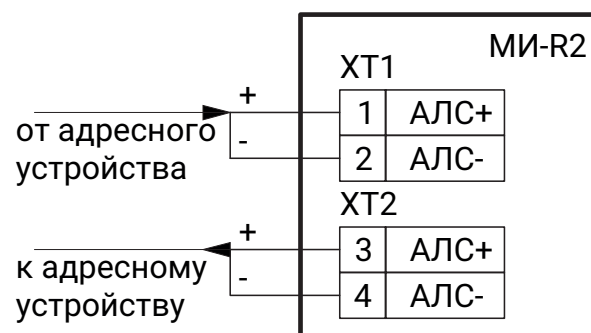 МИ-R2
XT1
+
1 АЛС+
от адресного
-
2 АЛС-
устройства
XT2
+
3 АЛС+
к адресному
-
4 АЛС-
устройству